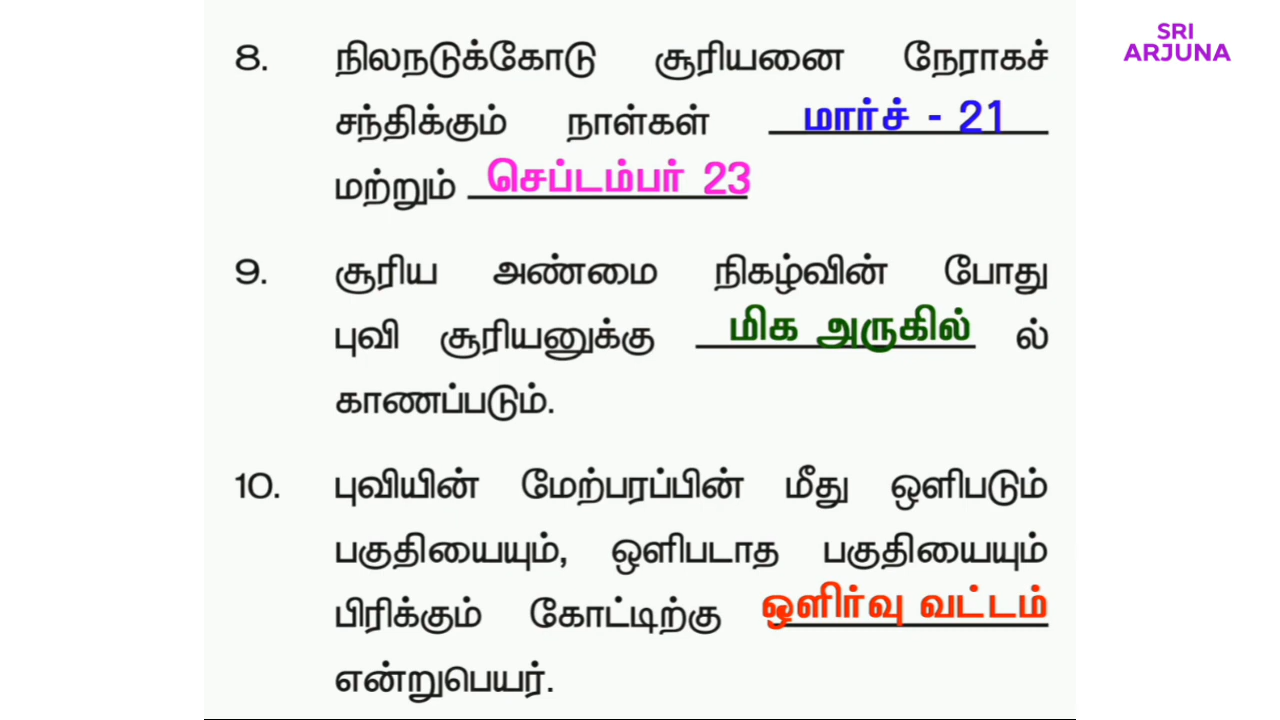 SRI
ARJUNA
8. நிலநடுக்கோடு சூரியனை நேராகச்
சந்திக்கும் நாள்கள் மார்ச் - 21
மற்றும் செப்டம்பர் 23
9. சூரிய அண்மை நிகழ்வின் போது
புவி சூரியனுக்கு மிக அருகில் ல்
காணப்படும்.
10. புவியின் மேற்பரப்பின் மீது ஒளிபடும்
பகுதியையும், ஒளிபடாத பகுதியையும்
பிரிக்கும் கோட்டிற்கு ஒளிர்வு வட்டம்
என்றுபெயர்.